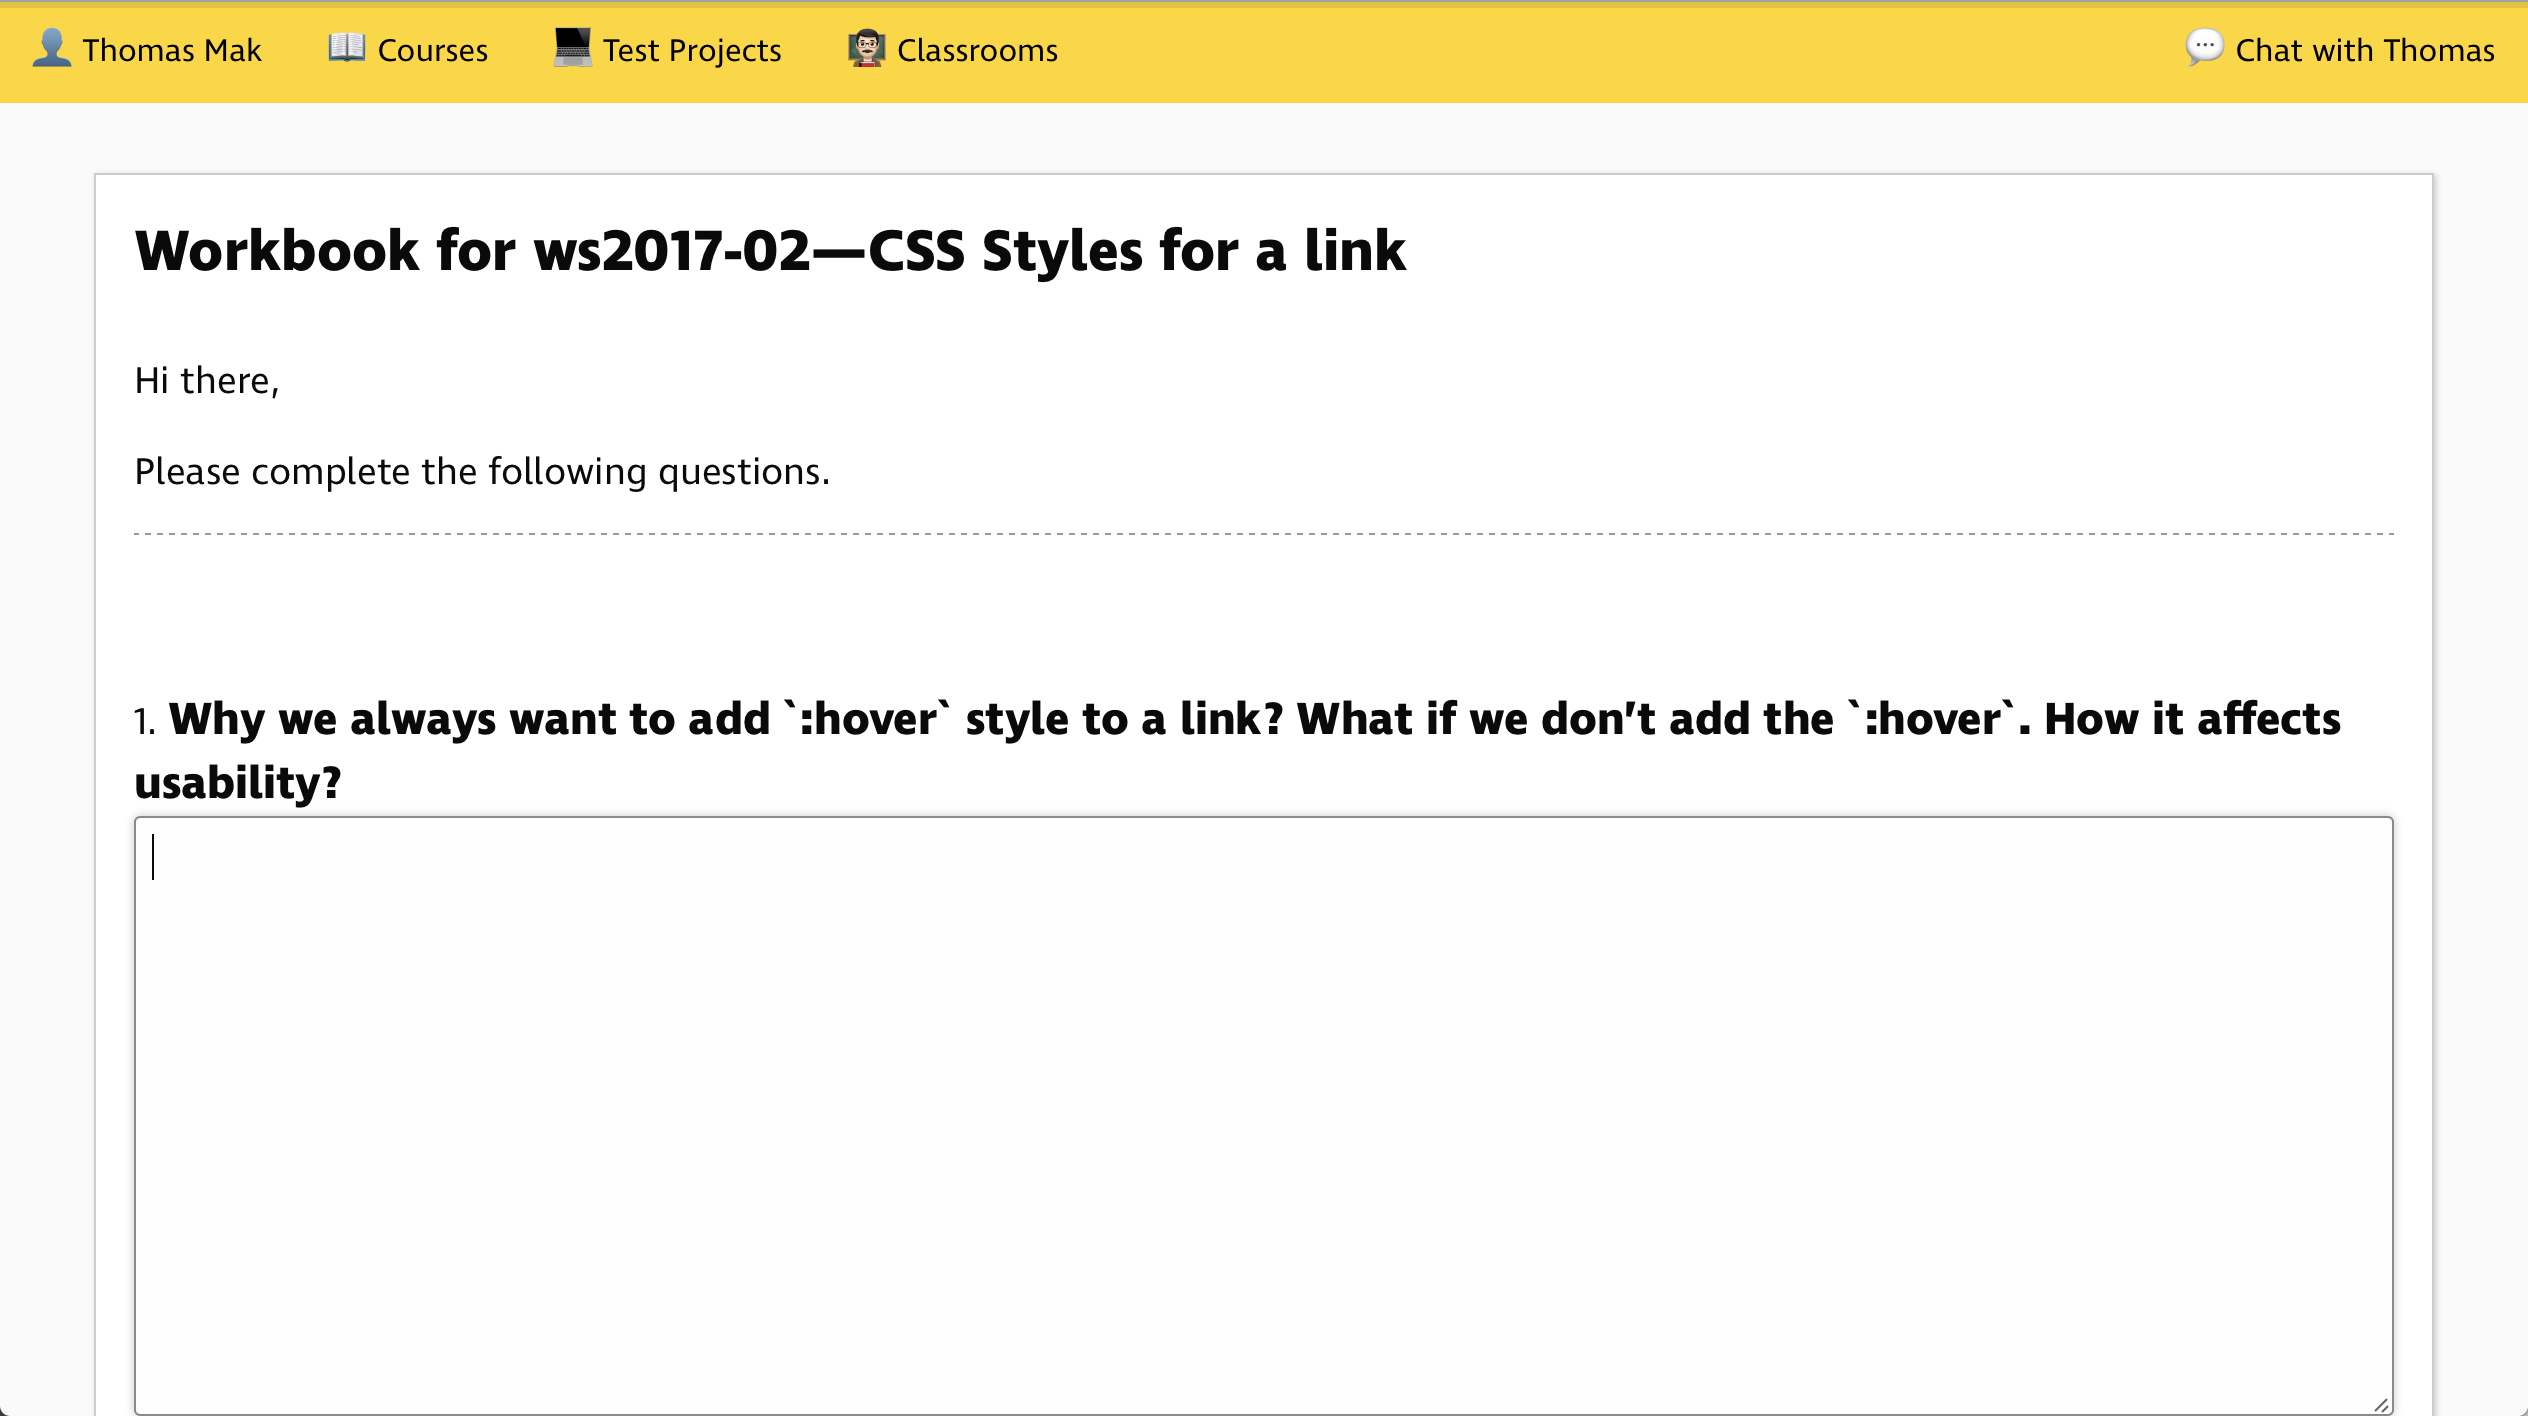 Thomas Mak Courses Test Projects Classrooms Chat with Thomas
Workbook for ws2017-02—CSS Styles for a link
Hi there,
Please complete the following questions.
1. Why we always want to add `:hover` style to a link? What if we don't add the `:hover`. How it affects
usability?